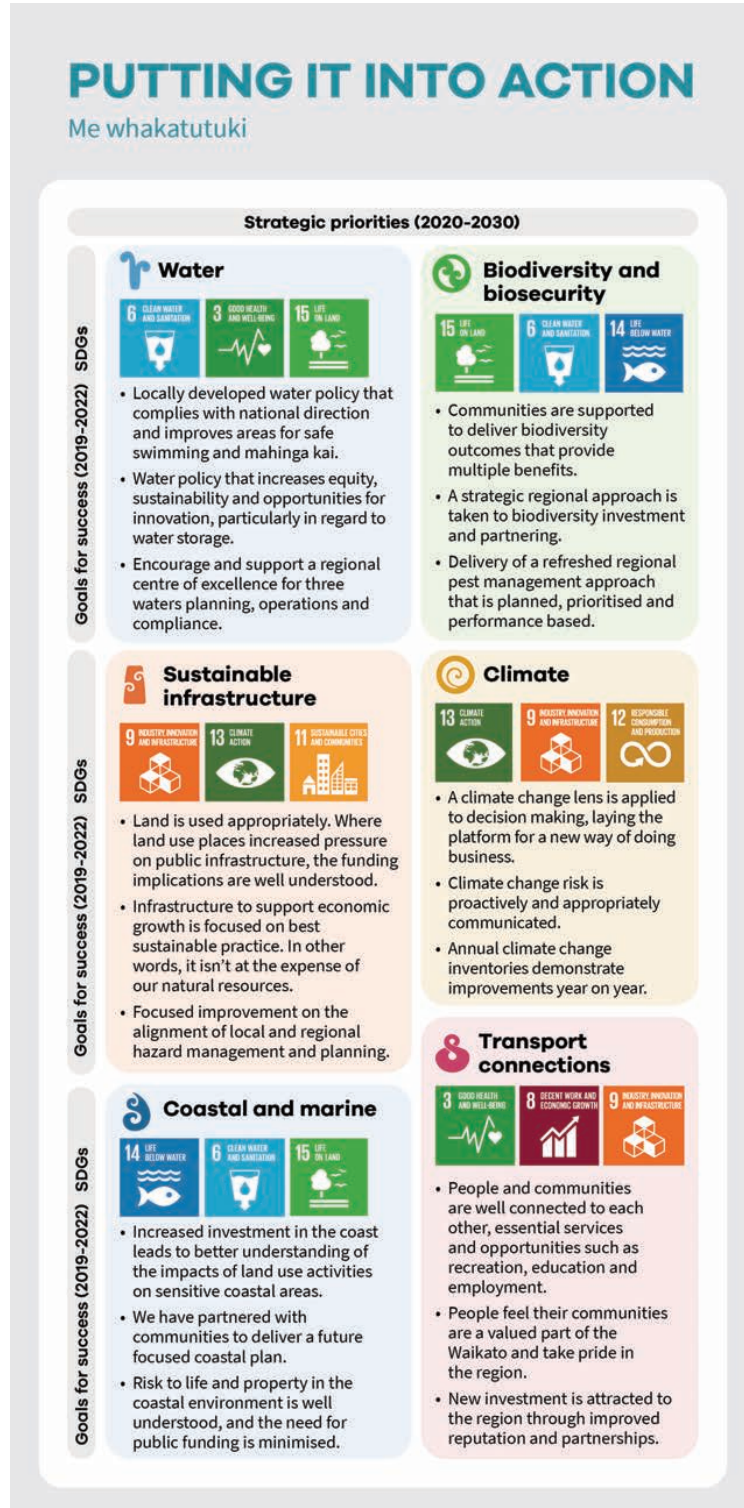 PUTTING IT INTO ACTION
Me whakatutuki
Strategic priorities (2020-2030)
Goals for success (2019-2022) SDGs
Water
6 CLEAN WATER
AND SANITATION
3 GOOD HEALTH
AND WELL-BEING
15 LIFE
ON LAND
• Locally developed water policy that
complies with national direction
and improves areas for safe
swimming and mahinga kai.
• Water policy that increases equity,
sustainability and opportunities for
innovation, particularly in regard to
water storage.
• Encourage and support a regional
centre of excellence for three
waters planning, operations and
compliance.
Biodiversity and
biosecurity
15 LIFE
ON LAND
6 CLEAN WATER
AND SANITATION
14 LIFE
BELOW WATER
• Communities are supported
to deliver biodiversity
outcomes that provide
multiple benefits.
• A strategic regional approach is
taken to biodiversity investment
and partnering.
• Delivery of a refreshed regional
pest management approach
that is planned, prioritised and
performance based.
Goals for success (2019-2022) SDGs
Sustainable
infrastructure
9 INDUSTRY, INNOVATION
AND INFRASTRUCTURE
13 CLIMATE
ACTION
11 SUSTAINABLE CITIES
AND COMMUNITIES
• Land is used appropriately. Where
land use places increased pressure
on public infrastructure, the funding
implications are well understood.
• Infrastructure to support economic
growth is focused on best
sustainable practice. In other
words, it isn't at the expense of
our natural resources.
• Focused improvement on the
alignment of local and regional
hazard management and planning.
Climate
13 CLIMATE
ACTION
9 INDUSTRY, INNOVATION
AND INFRASTRUCTURE
12 RESPONSIBLE
CONSUMPTION
AND PRODUCTION
• A climate change lens is applied
to decision making, laying the
platform for a new way of doing
business.
• Climate change risk is
proactively and appropriately
communicated.
• Annual climate change
inventories demonstrate
improvements year on year.
Goals for success (2019-2022) SDGs
Coastal and marine
14 LIFE
BELOW WATER
6 CLEAN WATER
AND SANITATION
15 LIFE
ON LAND
• Increased investment in the coast
leads to better understanding of
the impacts of land use activities
on sensitive coastal areas.
• We have partnered with
communities to deliver a future
focused coastal plan.
• Risk to life and property in the
coastal environment is well
understood, and the need for
public funding is minimised.
Transport
connections
3 GOOD HEALTH
AND WELL-BEING
8 DECENT WORK AND
ECONOMIC GROWTH
9 INDUSTRY, INNOVATION
AND INFRASTRUCTURE
• People and communities
are well connected to each
other, essential services
and opportunities such as
recreation, education and
employment.
• People feel their communities
are a valued part of the
Waikato and take pride in
the region.
• New investment is attracted to
the region through improved
reputation and partnerships.